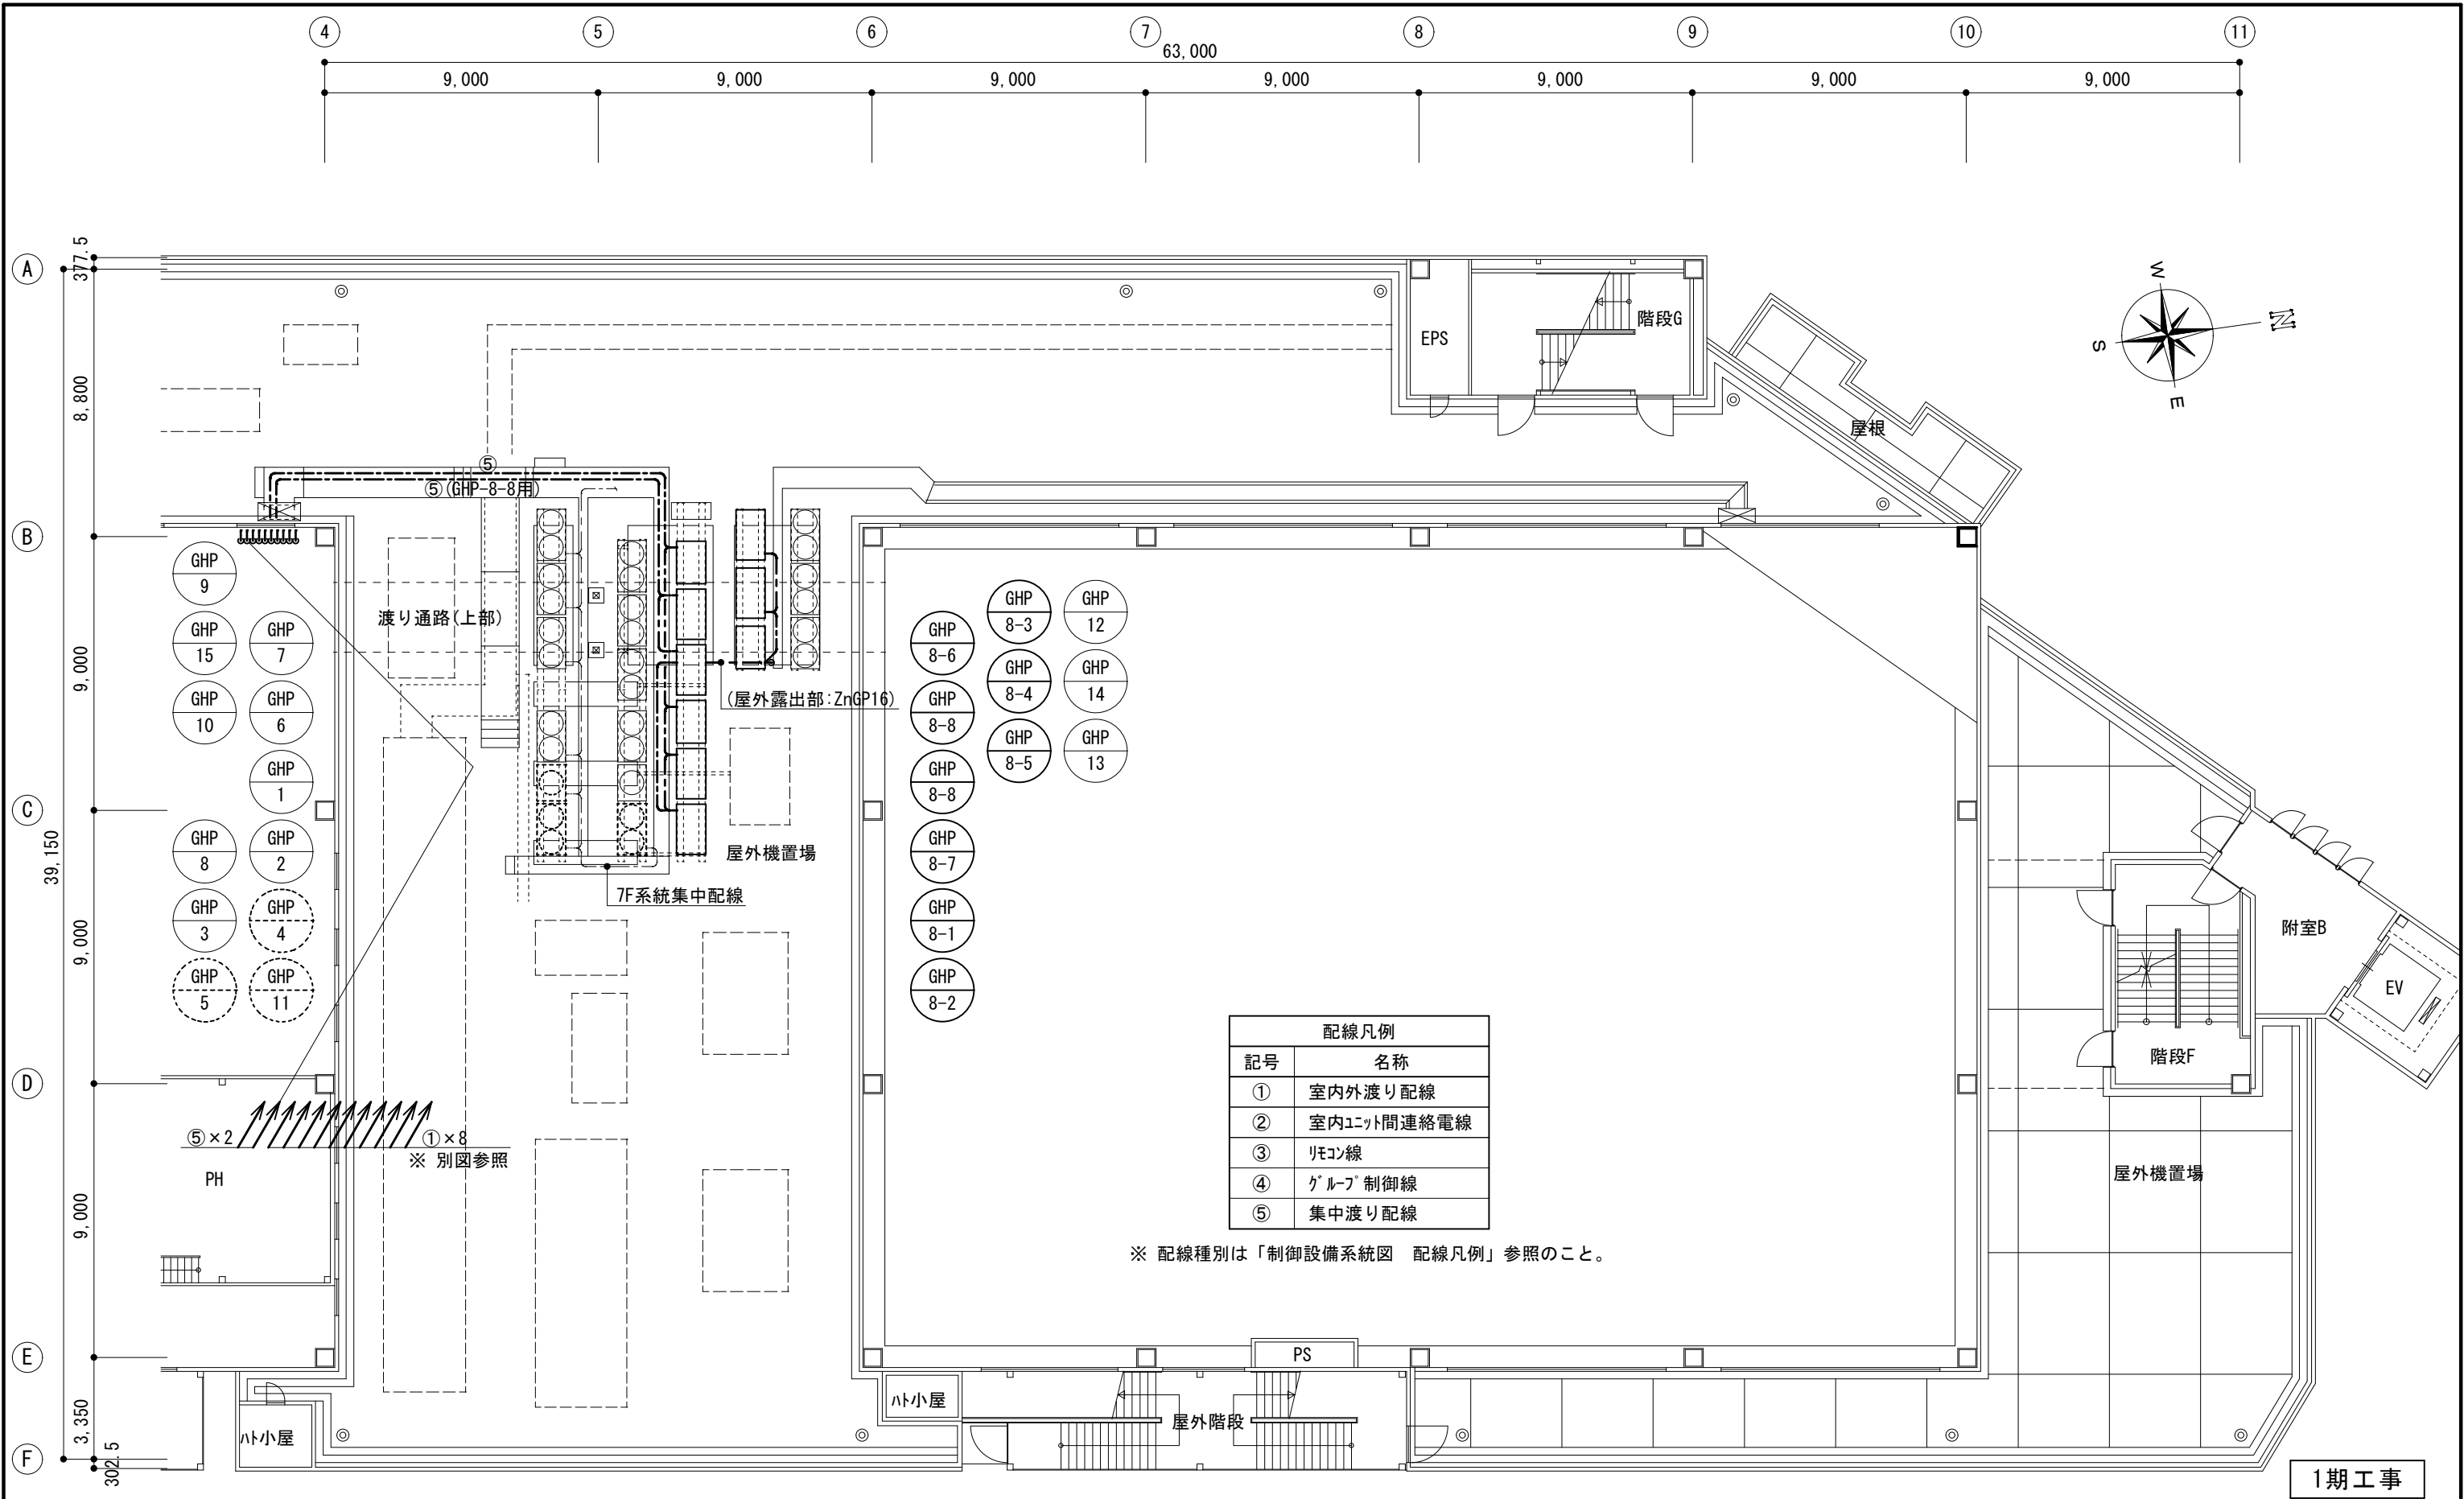 4
5
6
7
8
9
10
11
63,000
9,000
9,000
9,000
9,000
9,000
9,000
9,000
A
377.5
8,800
B
9,000
C
39,150
9,000
D
9,000
E
3,350
F
302.5
W
N
S
E
EPS
階段G
屋根
⑤
⑤(GHP-8-8用)
渡り通路(上部)
(屋外露出部:ZnGP16)
屋外機置場
7F系統集中配線
GHP
9
GHP
15
GHP
7
GHP
10
GHP
6
GHP
1
GHP
8
GHP
2
GHP
3
GHP
4
GHP
5
GHP
11
GHP
8-6
GHP
8-3
GHP
12
GHP
8-8
GHP
8-4
GHP
14
GHP
8-8
GHP
8-5
GHP
13
GHP
8-7
GHP
8-1
GHP
8-2
⑤×2
①×8
※ 別図参照
PH
配線凡例
記号 名称
① 室内外渡り配線
② 室内ユニット間連絡電線
③ リモコン線
④ グループ制御線
⑤ 集中渡り配線
※ 配線種別は「制御設備系統図 配線凡例」参照のこと。
附室B
EV
階段F
屋外機置場
PS
ハト小屋
屋外階段
ハト小屋
1期工事